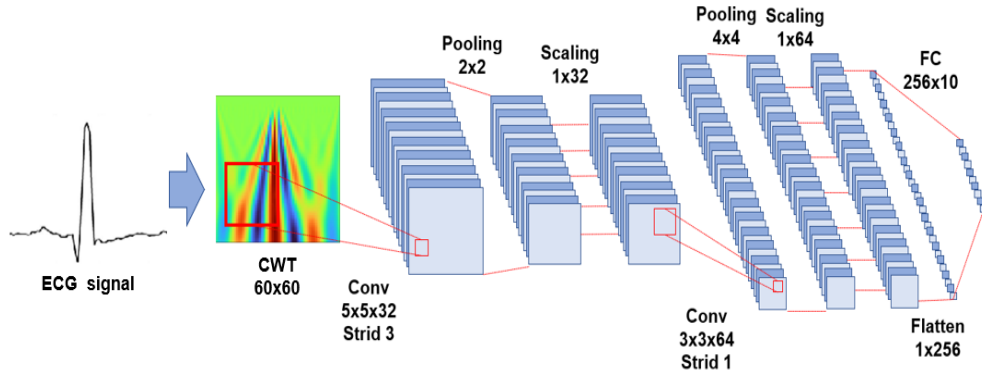 ECG signal
CWT
60x60
Conv
5x5x32
Strid 3
Pooling
2x2
Scaling
1x32
Conv
3x3x64
Strid 1
Pooling
4x4
Scaling
1x64
FC
256x10
Flatten
1x256